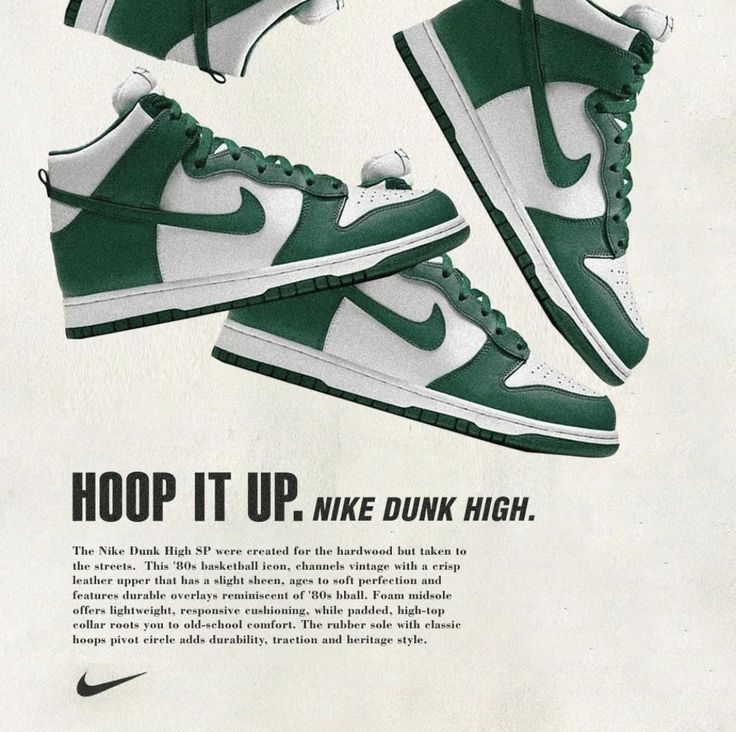 HOOP IT UP. NIKE DUNK HIGH.
The Nike Dunk High SP were created for the hardwood but taken to
the streets.  This '80s basketball icon, channels vintage with a crisp
leather upper that has a slight sheen, ages to soft perfection and
features durable overlays reminiscent of '80s bball. Foam midsole
offers lightweight, responsive cushioning, while padded, high-top
collar roots you to old-school comfort. The rubber sole with classic
hoops pivot circle adds durability, traction and heritage style.